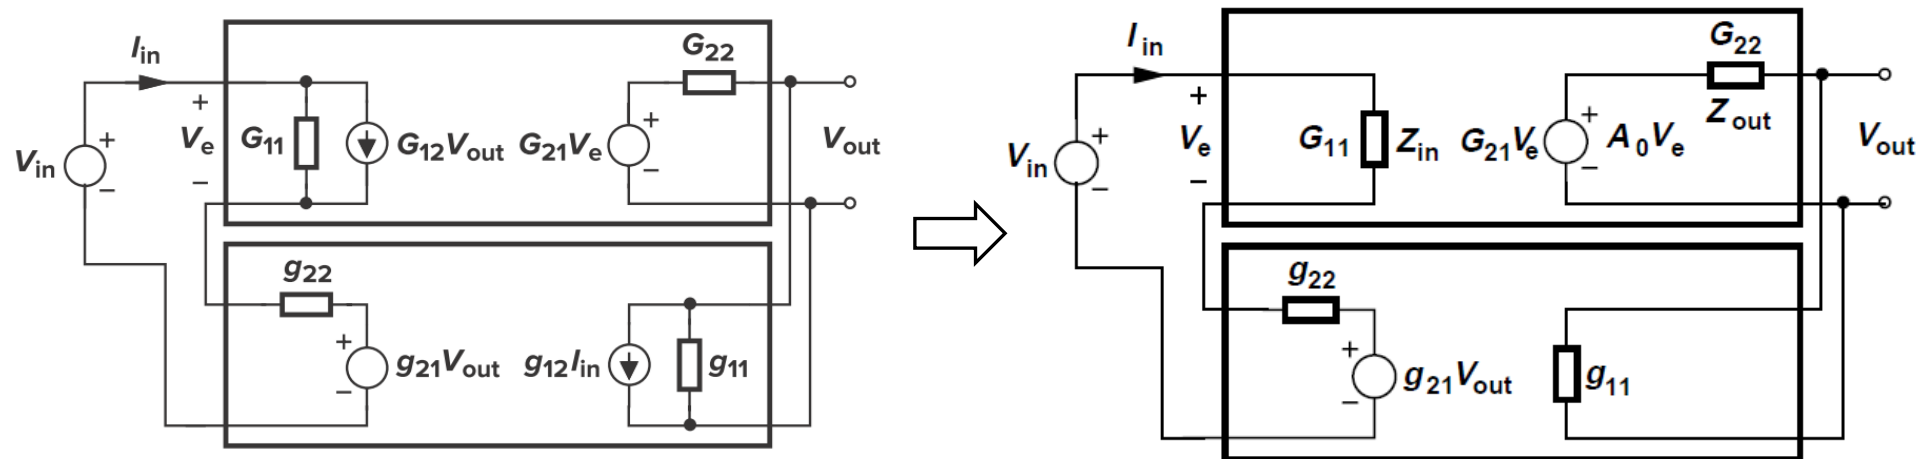 I_in
G_22
+
V_e
−
G_11
G_12V_out
G_21V_e
+
−
V_out
V_in
+
−
g_22
+
−
g_21V_out
g_12I_in
g_11
I_in
G_22
Z_out
+
V_e
−
G_11
Z_in
G_21V_e
+
−
A_0V_e
V_out
V_in
+
−
g_22
+
−
g_21V_out
g_11